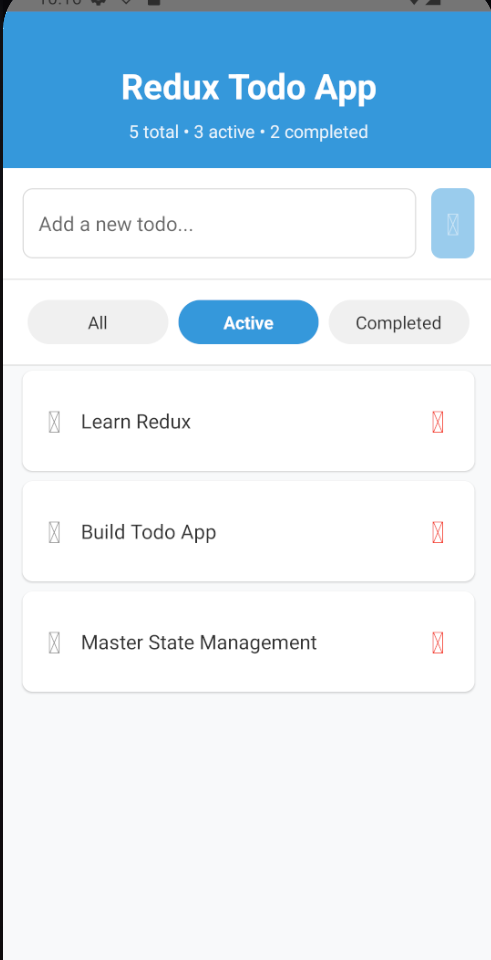 Redux Todo App
5 total • 3 active • 2 completed
Add a new todo...
All Active Completed
Learn Redux
Build Todo App
Master State Management